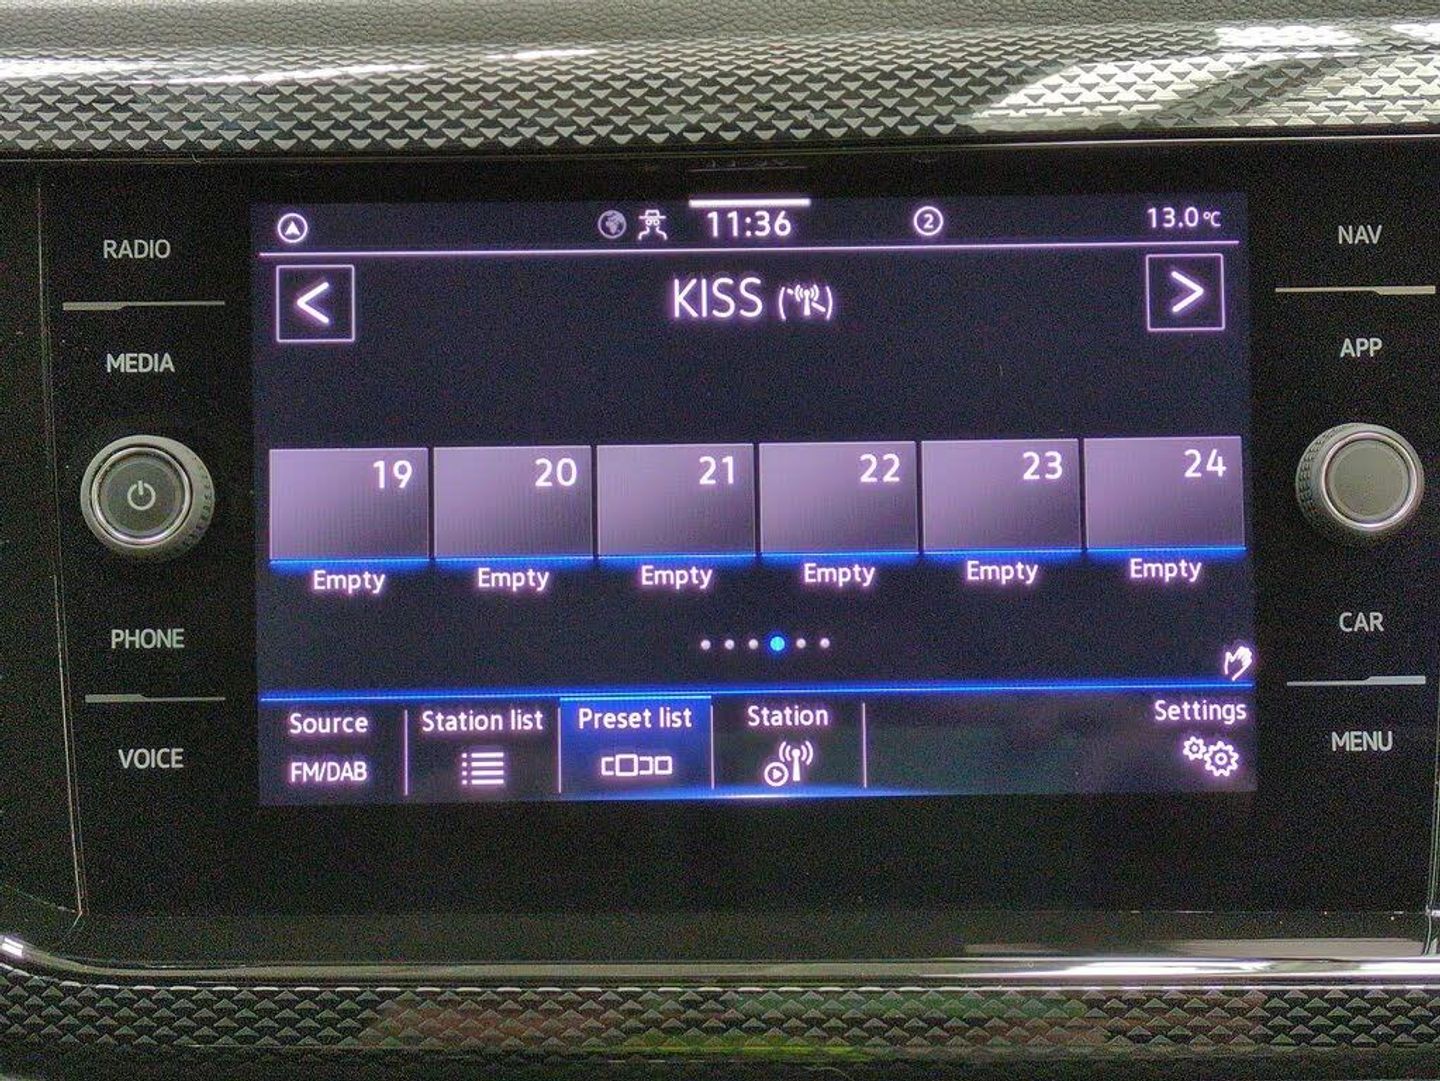 RADIO
MEDIA
PHONE
VOICE
11:36
2
13.0°C
KISS
19 20 21 22 23 24
Empty Empty Empty Empty Empty Empty
Source Station list Preset list Station Settings
FM/DAB
NAV
APP
CAR
MENU